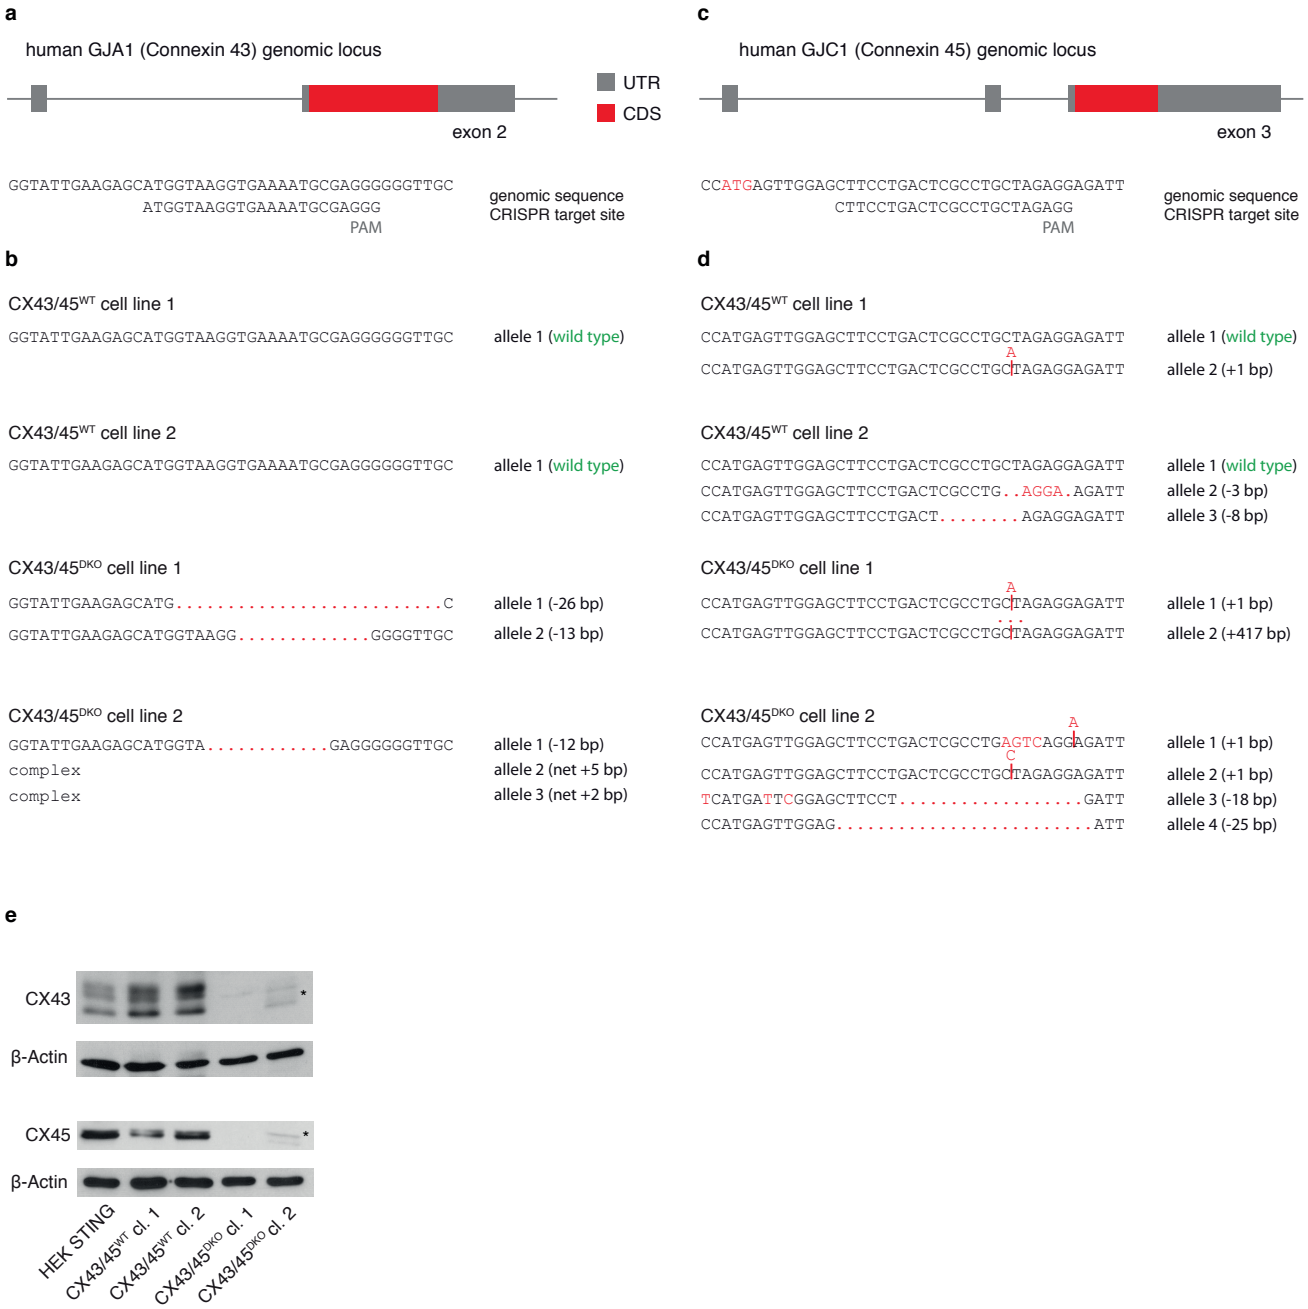 a
human GJA1 (Connexin 43) genomic locus
UTR
CDS
exon 2
GGTATTGAAGAGCATGGTAAGGTGAAAATGCGAGGGGGGTTGC genomic sequence
ATGGTAAGGTGAAAATGCGAGGG CRISPR target site
PAM
b
CX43/45WT cell line 1
GGTATTGAAGAGCATGGTAAGGTGAAAATGCGAGGGGGGTTGC allele 1 (wild type)
CX43/45WT cell line 2
GGTATTGAAGAGCATGGTAAGGTGAAAATGCGAGGGGGGTTGC allele 1 (wild type)
CX43/45DKO cell line 1
GGTATTGAAGAGCATG..........................C allele 1 (-26 bp)
GGTATTGAAGAGCATGGTAAGG.............GGGGTTGC allele 2 (-13 bp)
CX43/45DKO cell line 2
GGTATTGAAGAGCATGGTA............GAGGGGGGTTGC allele 1 (-12 bp)
complex allele 2 (net +5 bp)
complex allele 3 (net +2 bp)
c
human GJC1 (Connexin 45) genomic locus
exon 3
CCATGAGTTGGAGCTTCCTGACTCGCCTGCTAGAGGAGATT genomic sequence
CTTCCTGACTCGCCTGCTAGAGG CRISPR target site
PAM
d
CX43/45WT cell line 1
CCATGAGTTGGAGCTTCCTGACTCGCCTGCTAGAGGAGATT allele 1 (wild type)
A
CCATGAGTTGGAGCTTCCTGACTCGCCTGCTAGAGGAGATT allele 2 (+1 bp)
CX43/45WT cell line 2
CCATGAGTTGGAGCTTCCTGACTCGCCTGCTAGAGGAGATT allele 1 (wild type)
CCATGAGTTGGAGCTTCCTGACTCGCCTG..AGGA.AGATT allele 2 (-3 bp)
CCATGAGTTGGAGCTTCCTGACT........AGAGGAGATT allele 3 (-8 bp)
CX43/45DKO cell line 1
A
CCATGAGTTGGAGCTTCCTGACTCGCCTGCTAGAGGAGATT allele 1 (+1 bp)
...
CCATGAGTTGGAGCTTCCTGACTCGCCTGCTAGAGGAGATT allele 2 (+417 bp)
CX43/45DKO cell line 2
A
CCATGAGTTGGAGCTTCCTGACTCGCCTGAGTCAGGAGATT allele 1 (+1 bp)
C
CCATGAGTTGGAGCTTCCTGACTCGCCTGCTAGAGGAGATT allele 2 (+1 bp)
TCATGATTCGGAGCTTCCT..................GATT allele 3 (-18 bp)
CCATGAGTTGGAG.........................ATT allele 4 (-25 bp)
e
CX43 *
β-Actin
CX45 *
β-Actin
HEK STING
CX43/45WT cl. 1
CX43/45WT cl. 2
CX43/45DKO cl. 1
CX43/45DKO cl. 2